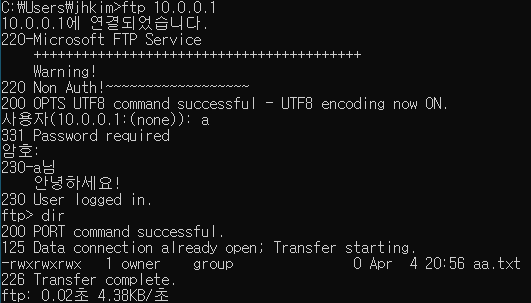 C:\Users\jhkim>ftp 10.0.0.1
10.0.0.1에 연결되었습니다.
220-Microsoft FTP Service
    +++++++++++++++++++++++++++++++++++++++++
    Warning!
220 Non Auth!~~~~~~~~~~~~~~~~~~
200 OPTS UTF8 command successful - UTF8 encoding now ON.
사용자(10.0.0.1:(none)): a
331 Password required
암호:
230-a님
    안녕하세요!
230 User logged in.
ftp> dir
200 PORT command successful.
125 Data connection already open; Transfer starting.
-rwxrwxrwx   1 owner    group               0 Apr  4 20:56 aa.txt
226 Transfer complete.
ftp: 0.02초 4.38KB/초